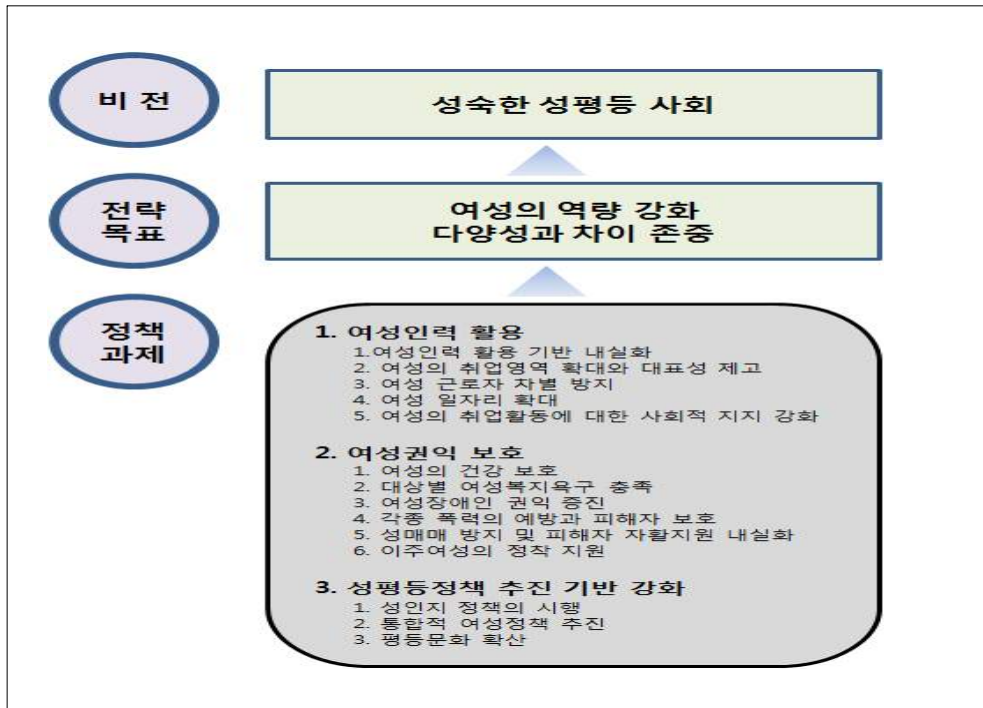 비 전
성숙한 성평등 사회
전략
목표
여성의 역량 강화
다양성과 차이 존중
정책
과제
1. 여성인력 활용
1.여성인력 활용 기반 내실화
2. 여성의 취업영역 확대와 대표성 제고
3. 여성 근로자 차별 방지
4. 여성 일자리 확대
5. 여성의 취업활동에 대한 사회적 지지 강화
2. 여성권익 보호
1. 여성의 건강 보호
2. 대상별 여성복지욕구 충족
3. 여성장애인 권익 증진
4. 각종 폭력의 예방과 피해자 보호
5. 성매매 방지 및 피해자 자활지원 내실화
6. 이주여성의 정착 지원
3. 성평등정책 추진 기반 강화
1. 성인지 정책의 시행
2. 통합적 여성정책 추진
3. 평등문화 확산